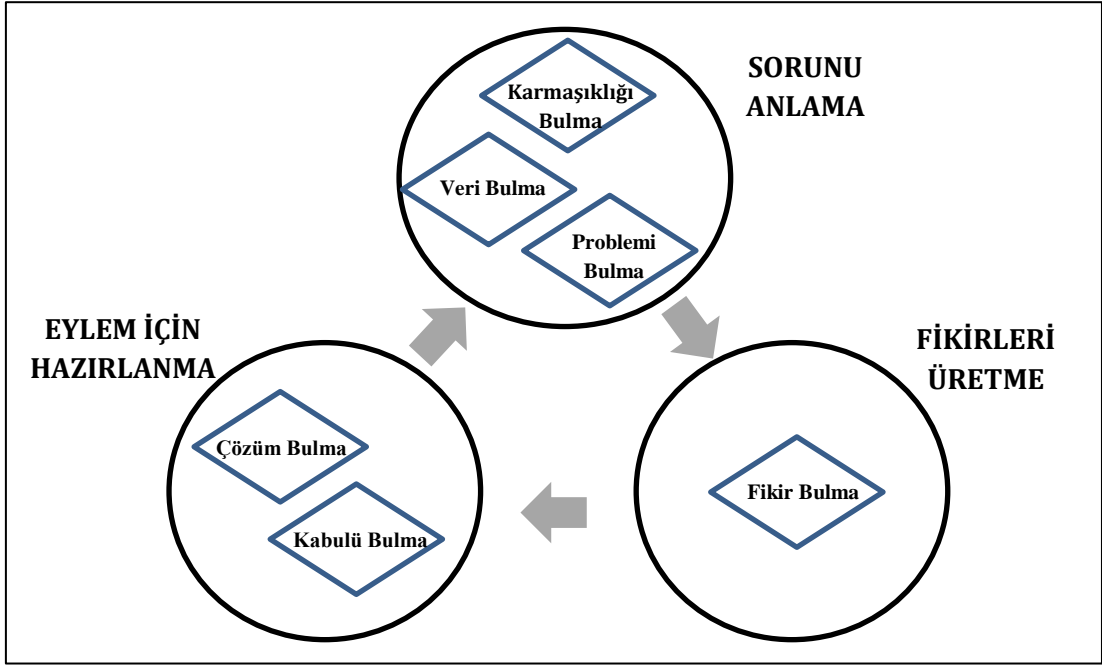 SORUNU
ANLAMA
Karmaşıklığı
Bulma
Veri Bulma
Problemi
Bulma
FİKİRLERİ
ÜRETME
Fikir Bulma
EYLEM İÇİN
HAZIRLANMA
Çözüm Bulma
Kabulü Bulma